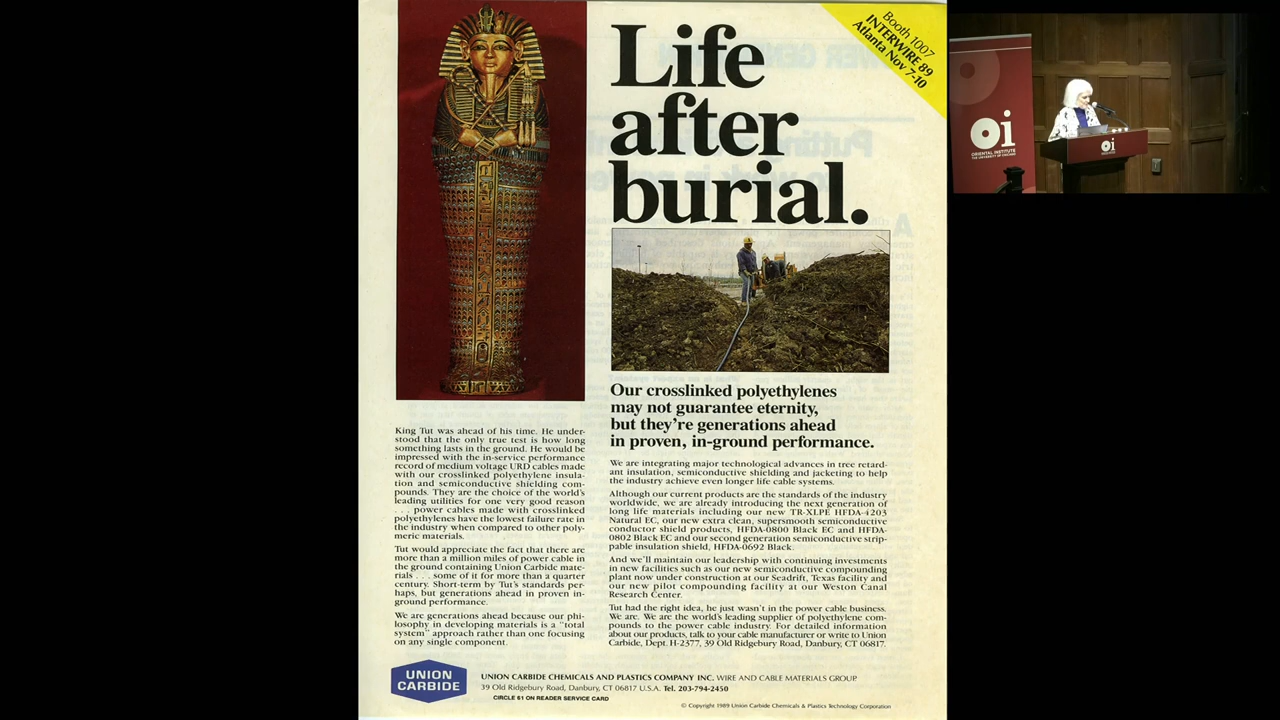 Life
after
burial.
Booth 1007
INTERWIRE 89
Atlanta Nov 7-10
Our crosslinked polyethylenes
may not guarantee eternity,
but they're generations ahead
in proven, in-ground performance.
King Tut was ahead of his time. He under-
stood that the only true test is how long
something lasts in the ground. He would be
impressed with the in-service performance
record of medium voltage URD cables made
with our crosslinked polyethylene insula-
tion and semiconductive shielding com-
pounds. They are the choice of the world's
leading utilities for one very good reason
. . . power cables made with crosslinked
polyethylenes have the lowest failure rate in
the industry when compared to other poly-
meric materials.
Tut would appreciate the fact that there are
more than a million miles of power cable in
the ground containing Union Carbide mate-
rials . . . some of it for more than a quarter
century. Short-term by Tut's standards per-
haps, but generations ahead in proven in-
ground performance.
We are generations ahead because our phi-
losophy in developing materials is a "total
system" approach rather than one focusing
on any single component.
We are integrating major technological advances in tree retard-
ant insulation, semiconductive shielding and jacketing to help
the industry achieve even longer life cable systems.
Although our current products are the standards of the industry
worldwide, we are already introducing the next generation of
long life materials including our new TR-XLPE HFDA-4203
Natural EC, our new extra clean, supersmooth semiconductive
conductor shield products, HFDA-0800 Black EC and HFDA-
0802 Black EC and our second generation semiconductive strip-
pable insulation shield, HFDA-0692 Black.
And we'll maintain our leadership with continuing investments
in new facilities such as our new semiconductive compounding
plant now under construction at our Seadrift, Texas facility and
our new pilot compounding facility at our Weston Canal
Research Center.
Tut had the right idea, he just wasn't in the power cable business.
We are. We are the world's leading supplier of polyethylene com-
pounds to the power cable industry. For detailed information
about our products, talk to your cable manufacturer or write to Union
Carbide, Dept. H-2377, 39 Old Ridgebury Road, Danbury, CT 06817.
UNION
CARBIDE
UNION CARBIDE CHEMICALS AND PLASTICS COMPANY INC. WIRE AND CABLE MATERIALS GROUP
39 Old Ridgebury Road, Danbury, CT 06817 U.S.A. Tel. 203-794-2450
CIRCLE 61 ON READER SERVICE CARD
© Copyright 1989 Union Carbide Chemicals & Plastics Technology Corporation
oi
ORIENTAL INSTITUTE
THE UNIVERSITY OF CHICAGO
oi